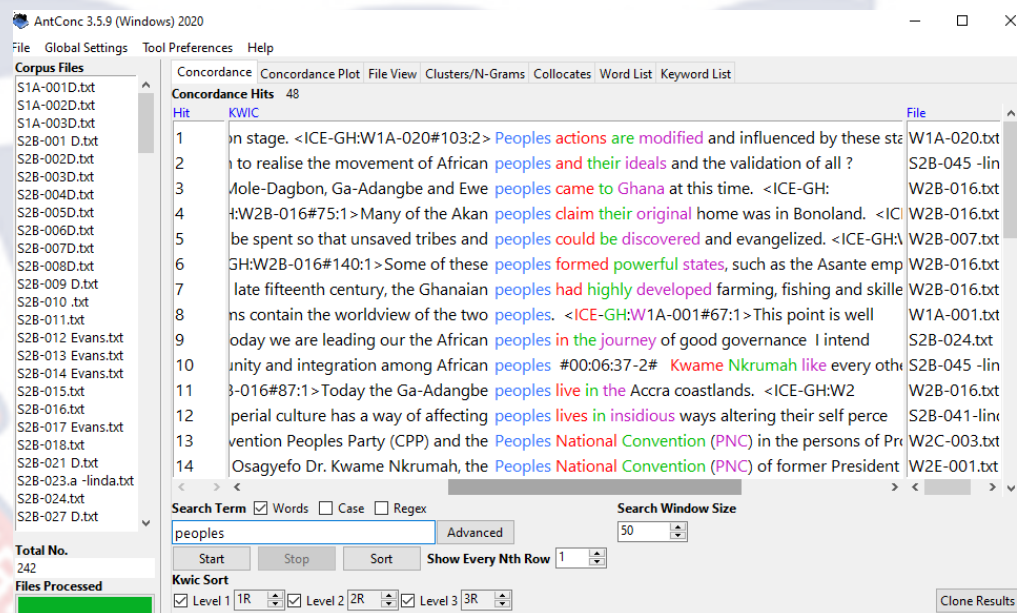 AntConc 3.5.9 (Windows) 2020
File Global Settings Tool Preferences Help
Corpus Files
S1A-001D.txt
S1A-002D.txt
S1A-003D.txt
S2B-001 D.txt
S2B-002D.txt
S2B-003D.txt
S2B-004D.txt
S2B-005D.txt
S2B-006D.txt
S2B-007D.txt
S2B-008D.txt
S2B-009 D.txt
S2B-010 .txt
S2B-011.txt
S2B-012 Evans.txt
S2B-013 Evans.txt
S2B-014 Evans.txt
S2B-015.txt
S2B-016.txt
S2B-017 Evans.txt
S2B-018.txt
S2B-021 D.txt
S2B-023.a -linda.txt
S2B-024.txt
S2B-027 D.txt
Total No.
242
Files Processed
Concordance Concordance Plot File View Clusters/N-Grams Collocates Word List Keyword List
Concordance Hits 48
Hit KWIC File
1 on stage. <ICE-GH:W1A-020#103:2> Peoples actions are modified and influenced by these sta W1A-020.txt
2 to realise the movement of African peoples and their ideals and the validation of all ? S2B-045 -lin
3 Mole-Dagbon, Ga-Adangbe and Ewe peoples came to Ghana at this time. <ICE-GH: W2B-016.txt
4 H:W2B-016#75:1>Many of the Akan peoples claim their original home was in Bonoland. <ICI W2B-016.txt
5 be spent so that unsaved tribes and peoples could be discovered and evangelized. <ICE-GH:\ W2B-007.txt
6 GH:W2B-016#140:1>Some of these peoples formed powerful states, such as the Asante emp W2B-016.txt
7 late fifteenth century, the Ghanaian peoples had highly developed farming, fishing and skille W2B-016.txt
8 ns contain the worldview of the two peoples. <ICE-GH:W1A-001#67:1>This point is well W1A-001.txt
9 oday we are leading our the African peoples in the journey of good governance I intend S2B-024.txt
10 unity and integration among African peoples #00:06:37-2# Kwame Nkrumah like every othe S2B-045 -lin
11 3-016#87:1>Today the Ga-Adangbe peoples live in the Accra coastlands. <ICE-GH:W2 W2B-016.txt
12 perial culture has a way of affecting peoples lives in insidious ways altering their self perce S2B-041-lind
13 vention Peoples Party (CPP) and the Peoples National Convention (PNC) in the persons of Pro W2C-003.txt
14 Osagyefo Dr. Kwame Nkrumah, the Peoples National Convention (PNC) of former President W2E-001.txt
Search Term Words Case Regex Search Window Size
peoples Advanced 50
Start Stop Sort Show Every Nth Row 1
Kwic Sort
Level 1 1R Level 2 2R Level 3 3R Clone Results